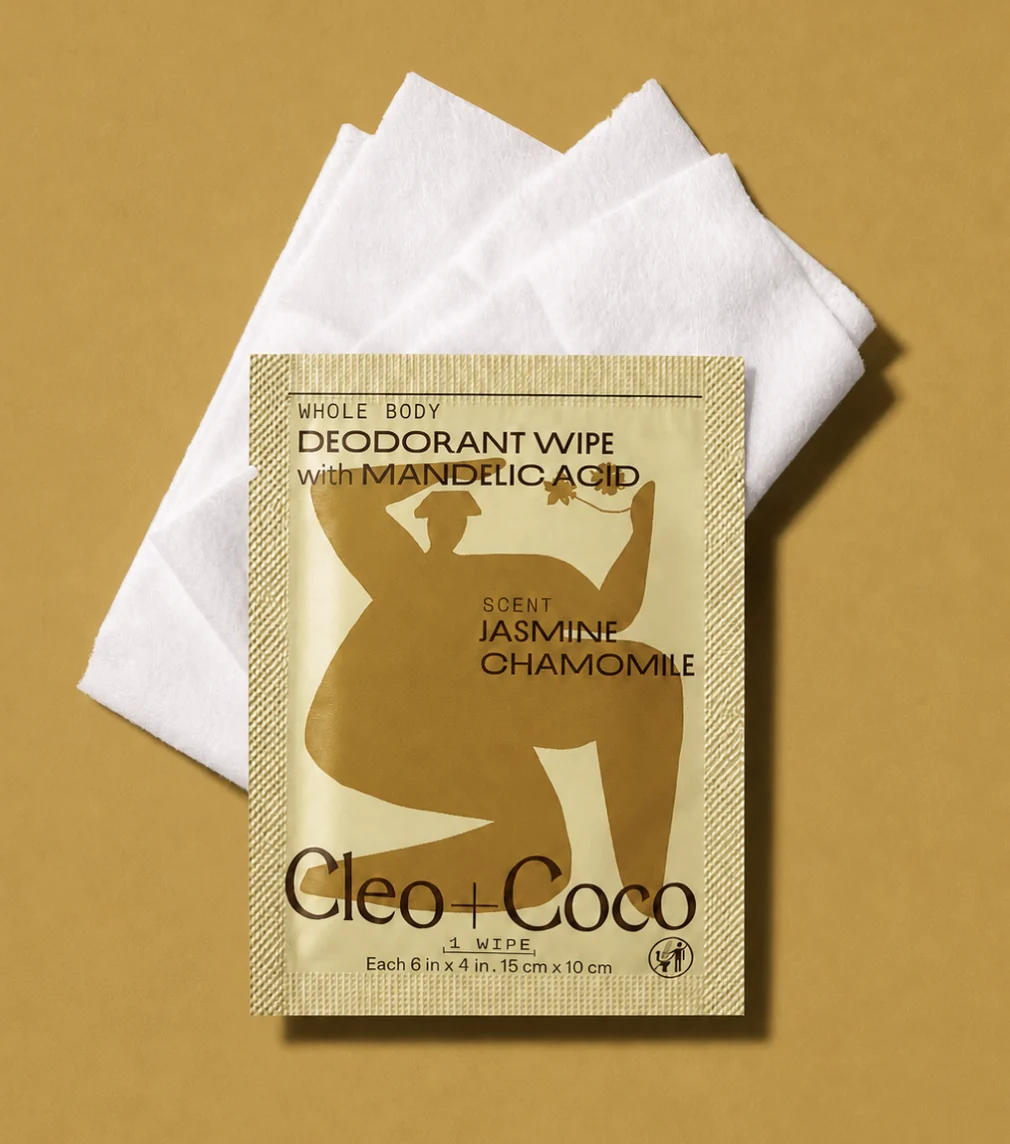 WHOLE BODY
DEODORANT WIPE
with MANDELIC ACID
SCENT
JASMINE
CHAMOMILE
Cleo+Coco
1 WIPE
Each 6 in x 4 in. 15 cm x 10 cm